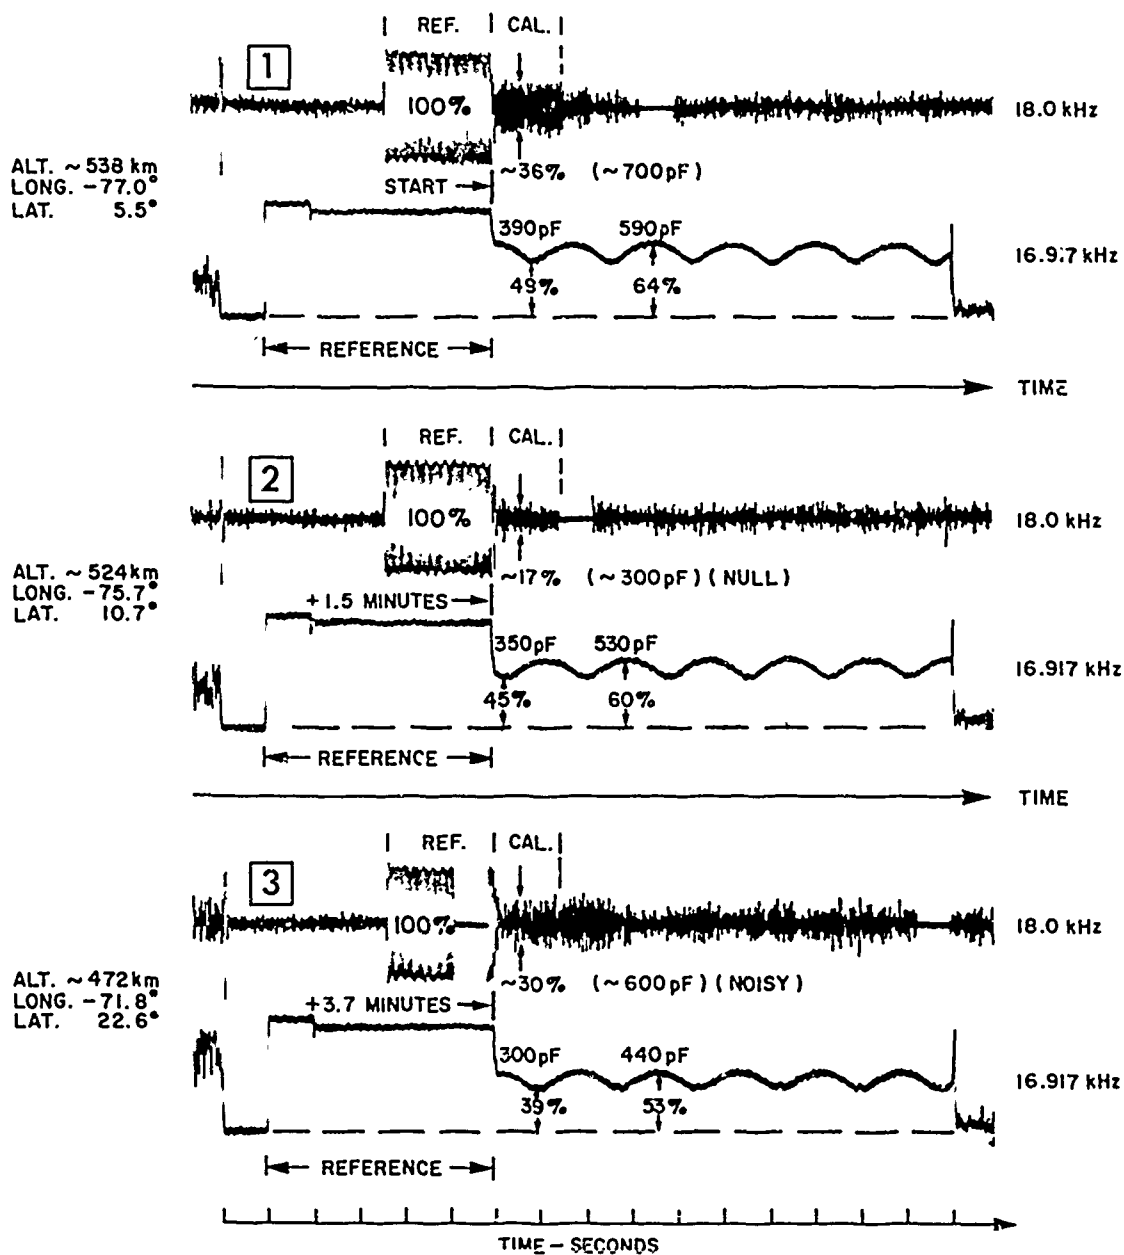 REF. CAL.
1
100%
18.0 kHz
~36% (~700pF)
ALT. ~538 km
LONG. -77.0°
LAT. 5.5°
START
390pF 590pF
16.917 kHz
49% 64%
REFERENCE
TIME
REF. CAL.
2
100%
18.0 kHz
~17% (~300pF) (NULL)
ALT. ~524km
LONG. -75.7°
LAT. 10.7°
+1.5 MINUTES
350pF 530pF
16.917 kHz
45% 60%
REFERENCE
TIME
REF. CAL.
3
100%
18.0 kHz
~30% (~600pF) (NOISY)
ALT. ~472km
LONG. -71.8°
LAT. 22.6°
+3.7 MINUTES
300pF 440pF
16.917 kHz
39% 53%
REFERENCE
TIME - SECONDS